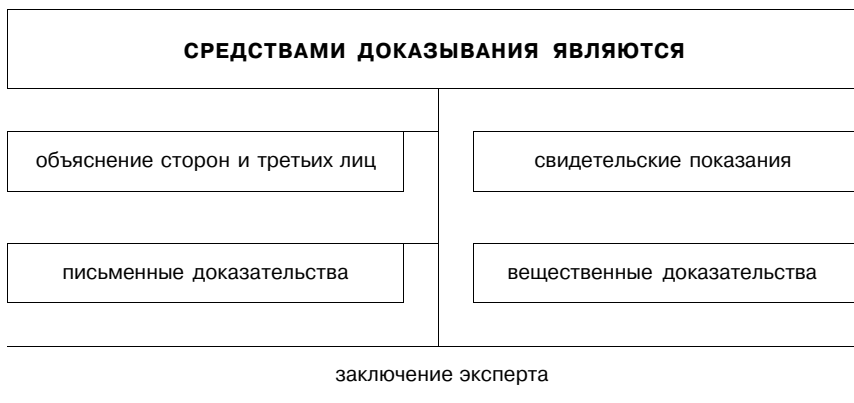 СРЕДСТВАМИ ДОКАЗЫВАНИЯ ЯВЛЯЮТСЯ
объяснение сторон и третьих лиц
свидетельские показания
письменные доказательства
вещественные доказательства
заключение эксперта